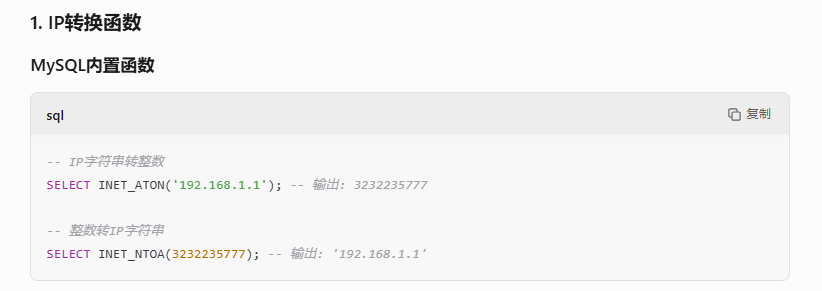 1. IP转换函数
MySQL内置函数
sql 复制
-- IP字符串转整数
SELECT INET_ATON('192.168.1.1'); -- 输出: 3232235777
-- 整数转IP字符串
SELECT INET_NTOA(3232235777); -- 输出: '192.168.1.1'